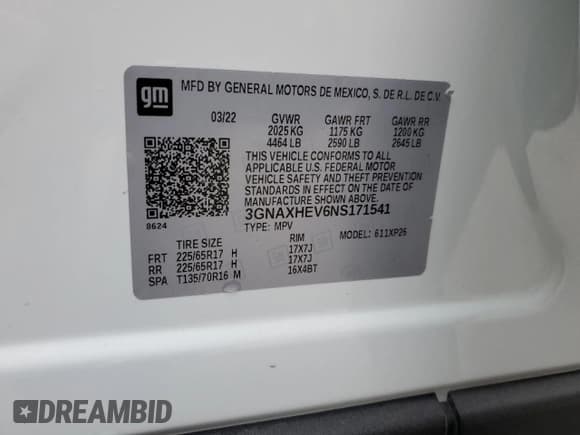 gm
MFD BY GENERAL MOTORS DE MEXICO, S. DE R.L. DE C.V.
03/22 GVWR GAWR FRT GAWR RR
2025 KG 1175 KG 1200 KG
4464 LB 2590 LB 2645 LB
THIS VEHICLE CONFORMS TO ALL
APPLICABLE U.S. FEDERAL MOTOR
VEHICLE SAFETY AND THEFT PREVENTION
STANDARDS IN EFFECT ON THE DATE OF
MANUFACTURE SHOWN ABOVE.
3GNAXHEV6NS171541
8624 TYPE: MPV MODEL: 611XP26
TIRE SIZE RIM
FRT 225/65R17 H 17X7J
RR 225/65R17 H 17X7J
SPA T135/70R16 M 16X4BT
DREAMBID